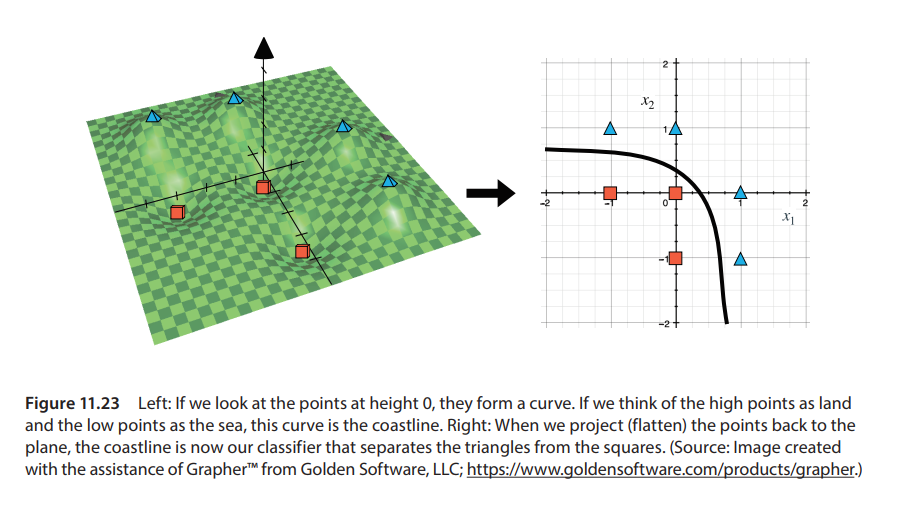 2
x2
1
-2
-1
0
1
2
x1
-1
-2
Figure 11.23 Left: If we look at the points at height 0, they form a curve. If we think of the high points as land
and the low points as the sea, this curve is the coastline. Right: When we project (flatten) the points back to the
plane, the coastline is now our classifier that separates the triangles from the squares. (Source: Image created
with the assistance of Grapher™ from Golden Software, LLC; https://www.goldensoftware.com/products/grapher.)